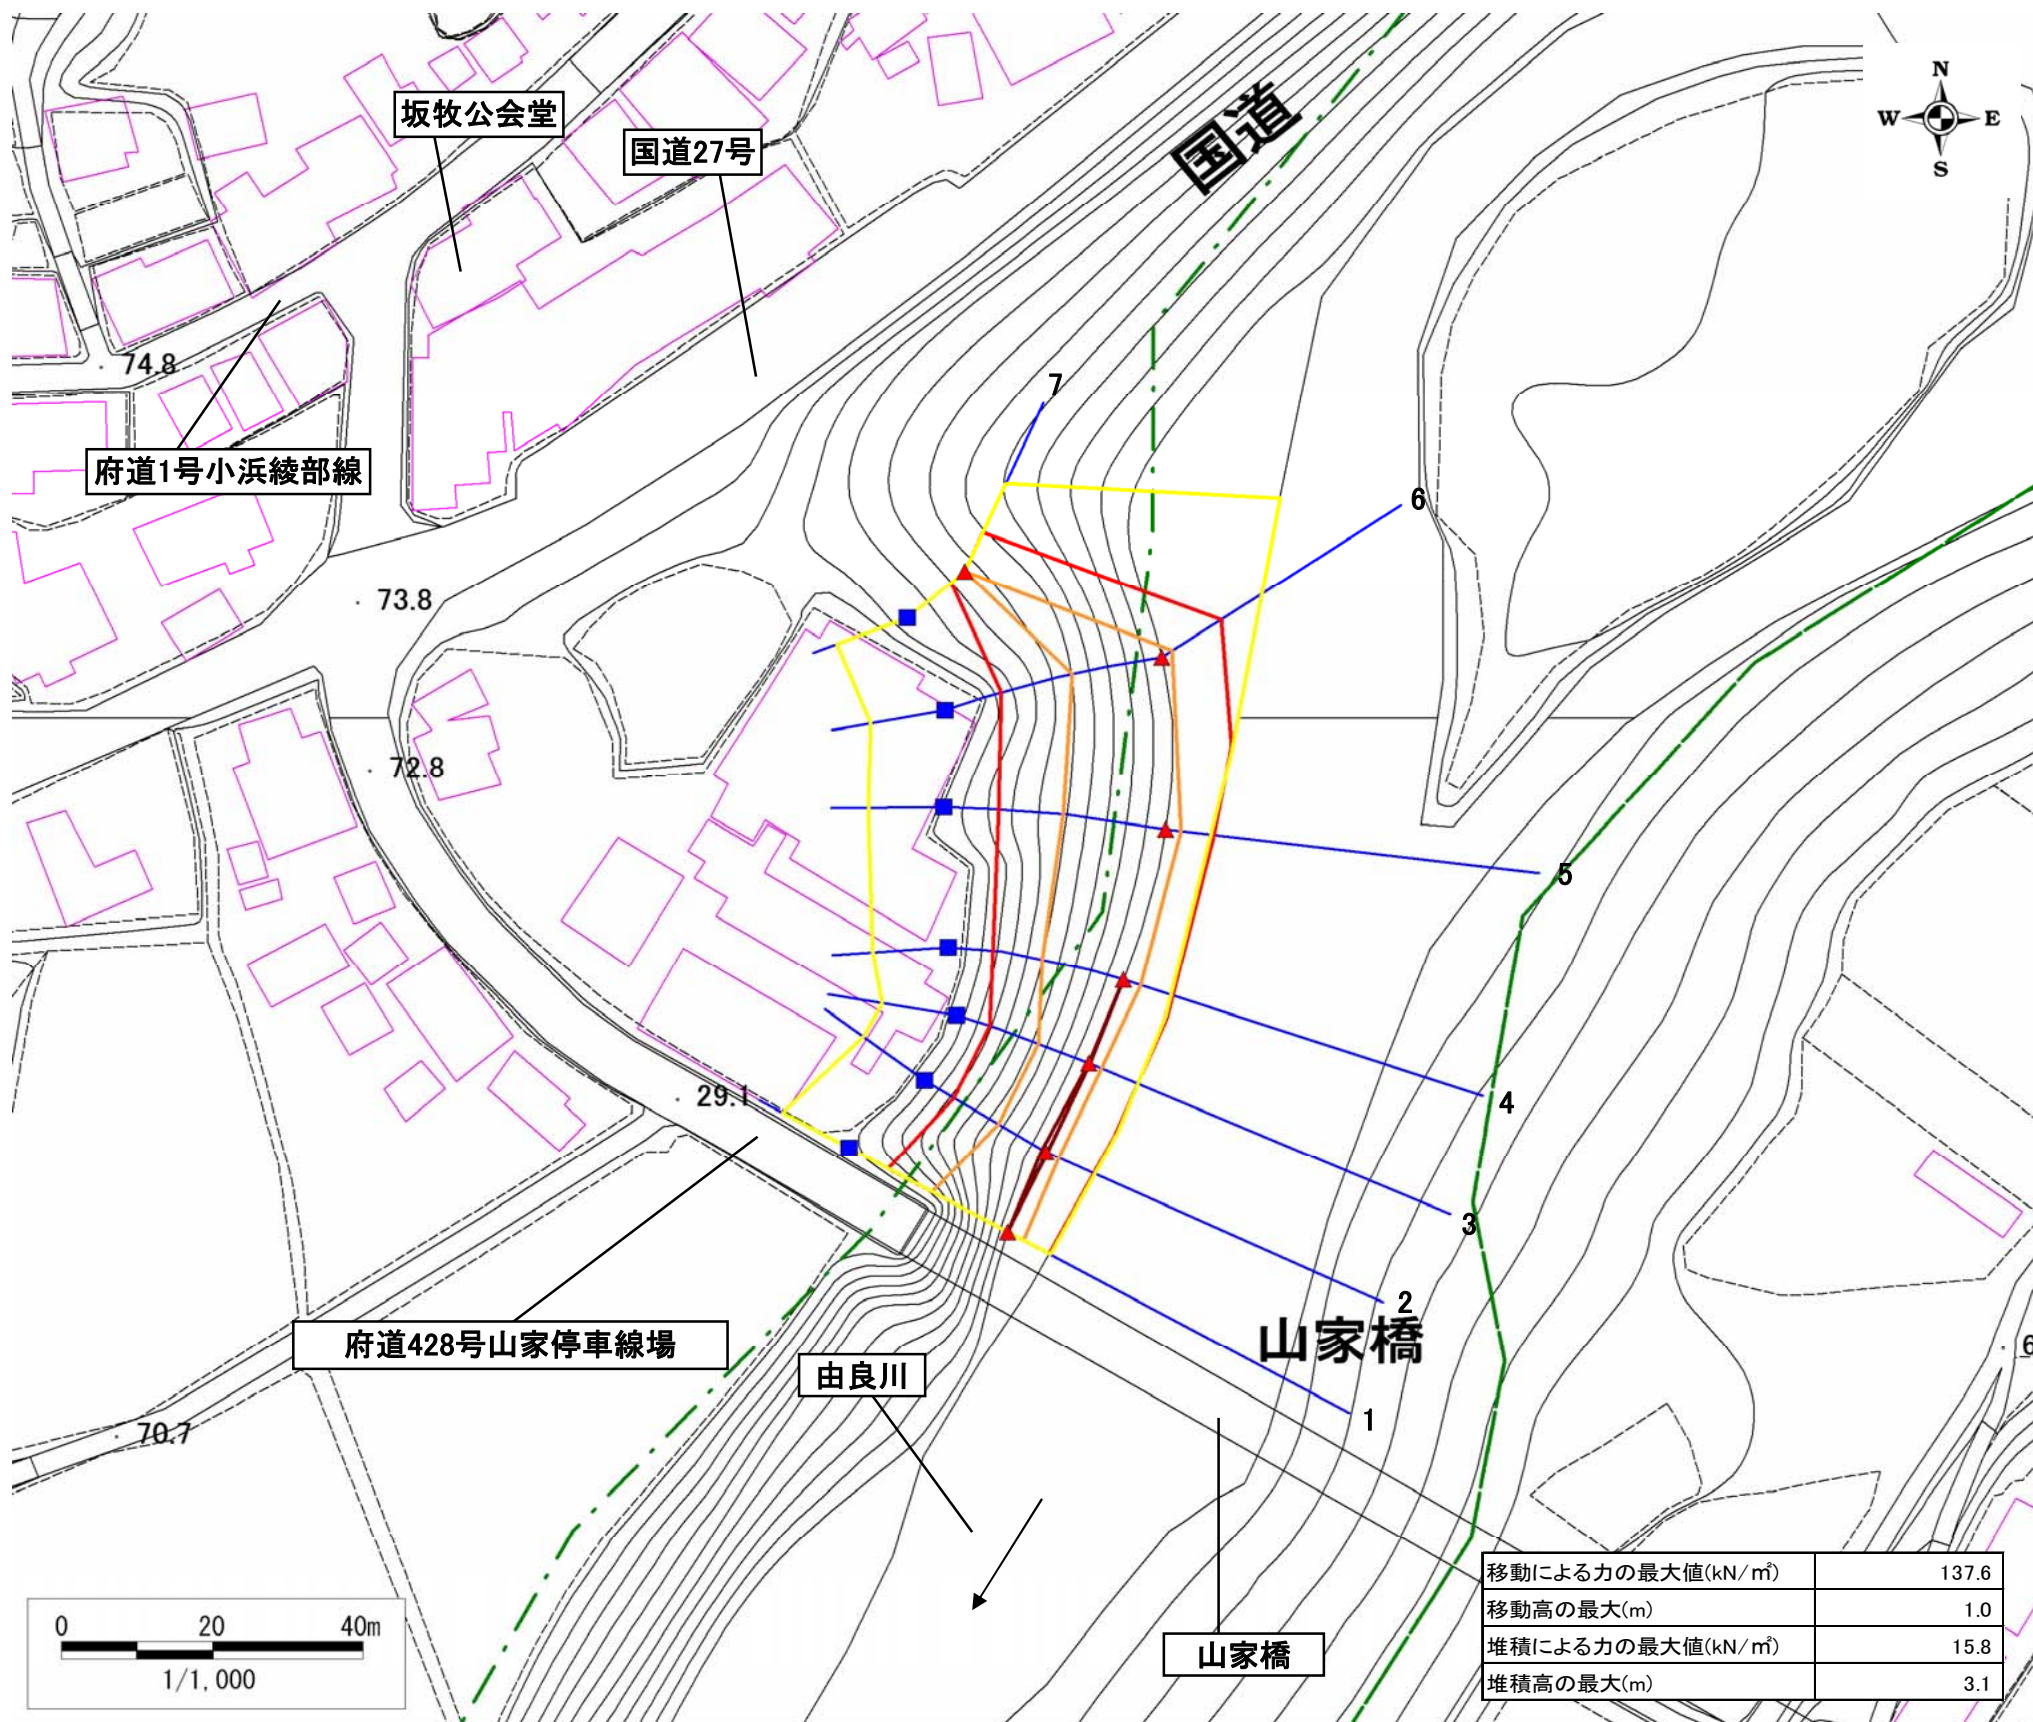 N
W E
S
坂牧公会堂
国道27号
国道
74.8
府道1号小浜綾部線
7
6
73.8
72.8
5
29.1
4
3
2
府道428号山家停車線場
山家橋
由良川
1
70.7
6
0 20 40m
1/1,000
山家橋
移動による力の最大値(kN/㎡) 137.6
移動高の最大(m) 1.0
堆積による力の最大値(kN/㎡) 15.8
堆積高の最大(m) 3.1